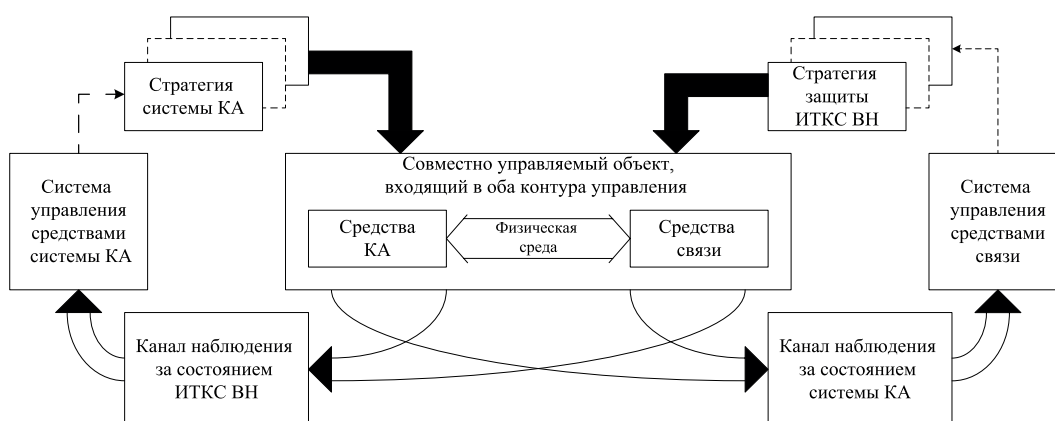 Стратегия
системы КА
Стратегия
защиты
ИТКС ВН
Совместно управляемый объект,
входящий в оба контура управления
Система
управления
средствами
системы КА
Средства
КА
Физическая
среда
Средства
связи
Система
управления
средствами
связи
Канал наблюдения
за состоянием
ИТКС ВН
Канал наблюдения
за состоянием
системы КА